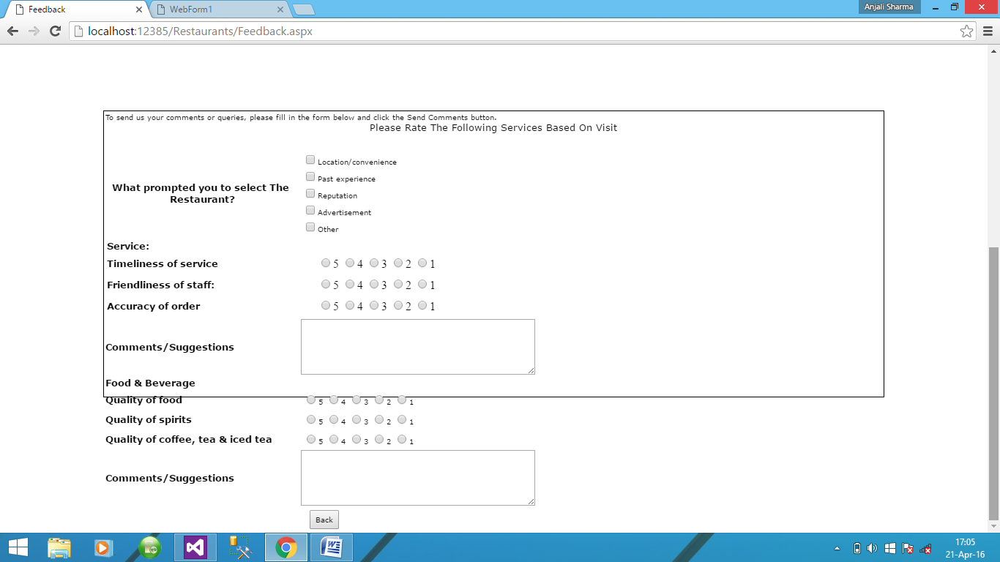 Feedback
WebForm1
Anjali Sharma
localhost:12385/Restaurants/Feedback.aspx
To send us your comments or queries, please fill in the form below and click the Send Comments button.
Please Rate The Following Services Based On Visit
Location/convenience
Past experience
What prompted you to select The
Restaurant?
Reputation
Advertisement
Other
Service:
Timeliness of service 5 4 3 2 1
Friendliness of staff: 5 4 3 2 1
Accuracy of order 5 4 3 2 1
Comments/Suggestions
Food & Beverage
Quality of food 5 4 3 2 1
Quality of spirits 5 4 3 2 1
Quality of coffee, tea & iced tea 5 4 3 2 1
Comments/Suggestions
Back
17:05
21-Apr-16